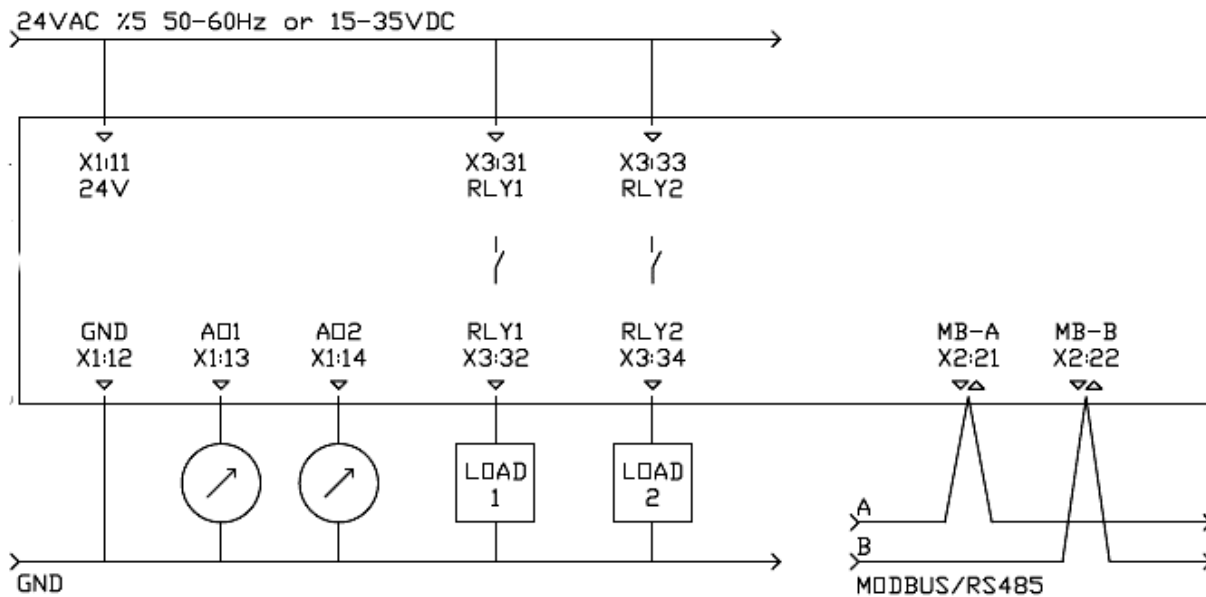 24VAC %5 50-60Hz or 15-35VDC
X1:11 X3:31 X3:33
24V RLY1 RLY2
GND AO1 AO2 RLY1 RLY2 MB-A MB-B
X1:12 X1:13 X1:14 X3:32 X3:34 X2:21 X2:22
LOAD LOAD
1 2
A
B
GND MODBUS/RS485